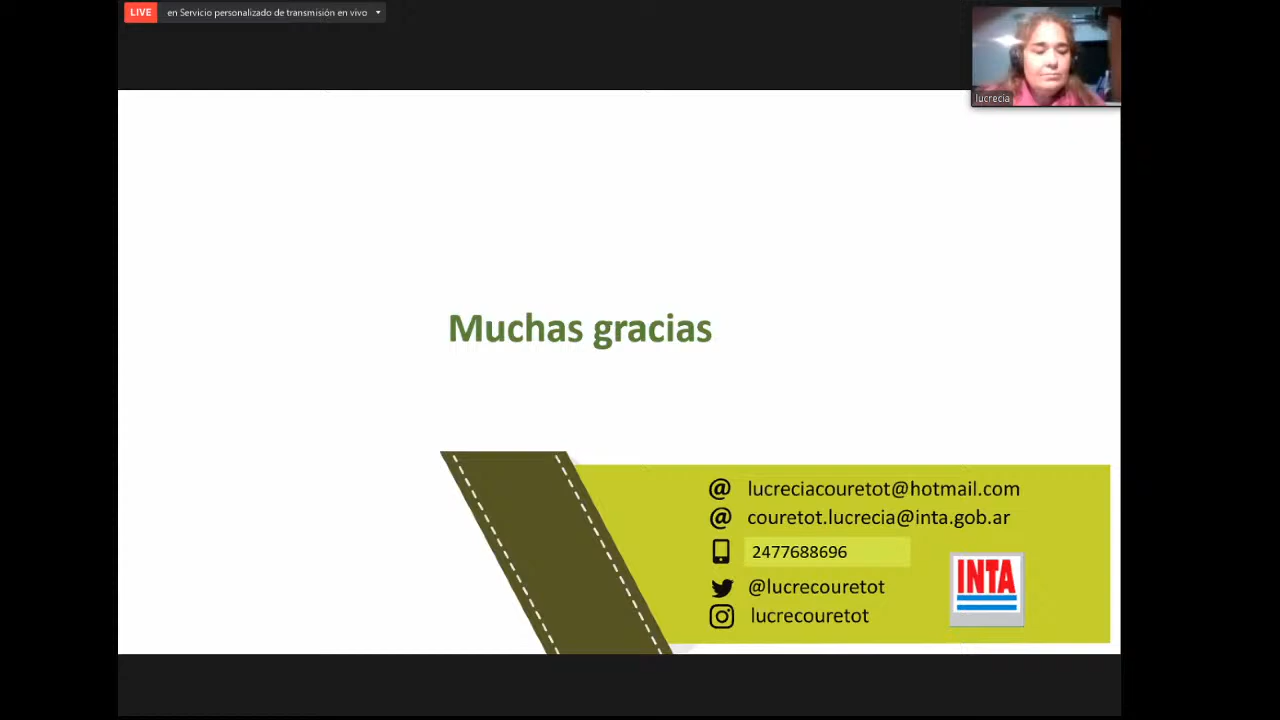 LIVE en Servicio personalizado de transmisión en vivo
lucrecia
Muchas gracias
@ lucreciacouretot@hotmail.com
@ couretot.lucrecia@inta.gob.ar
2477688696
@lucrecouretot
lucrecouretot
INTA